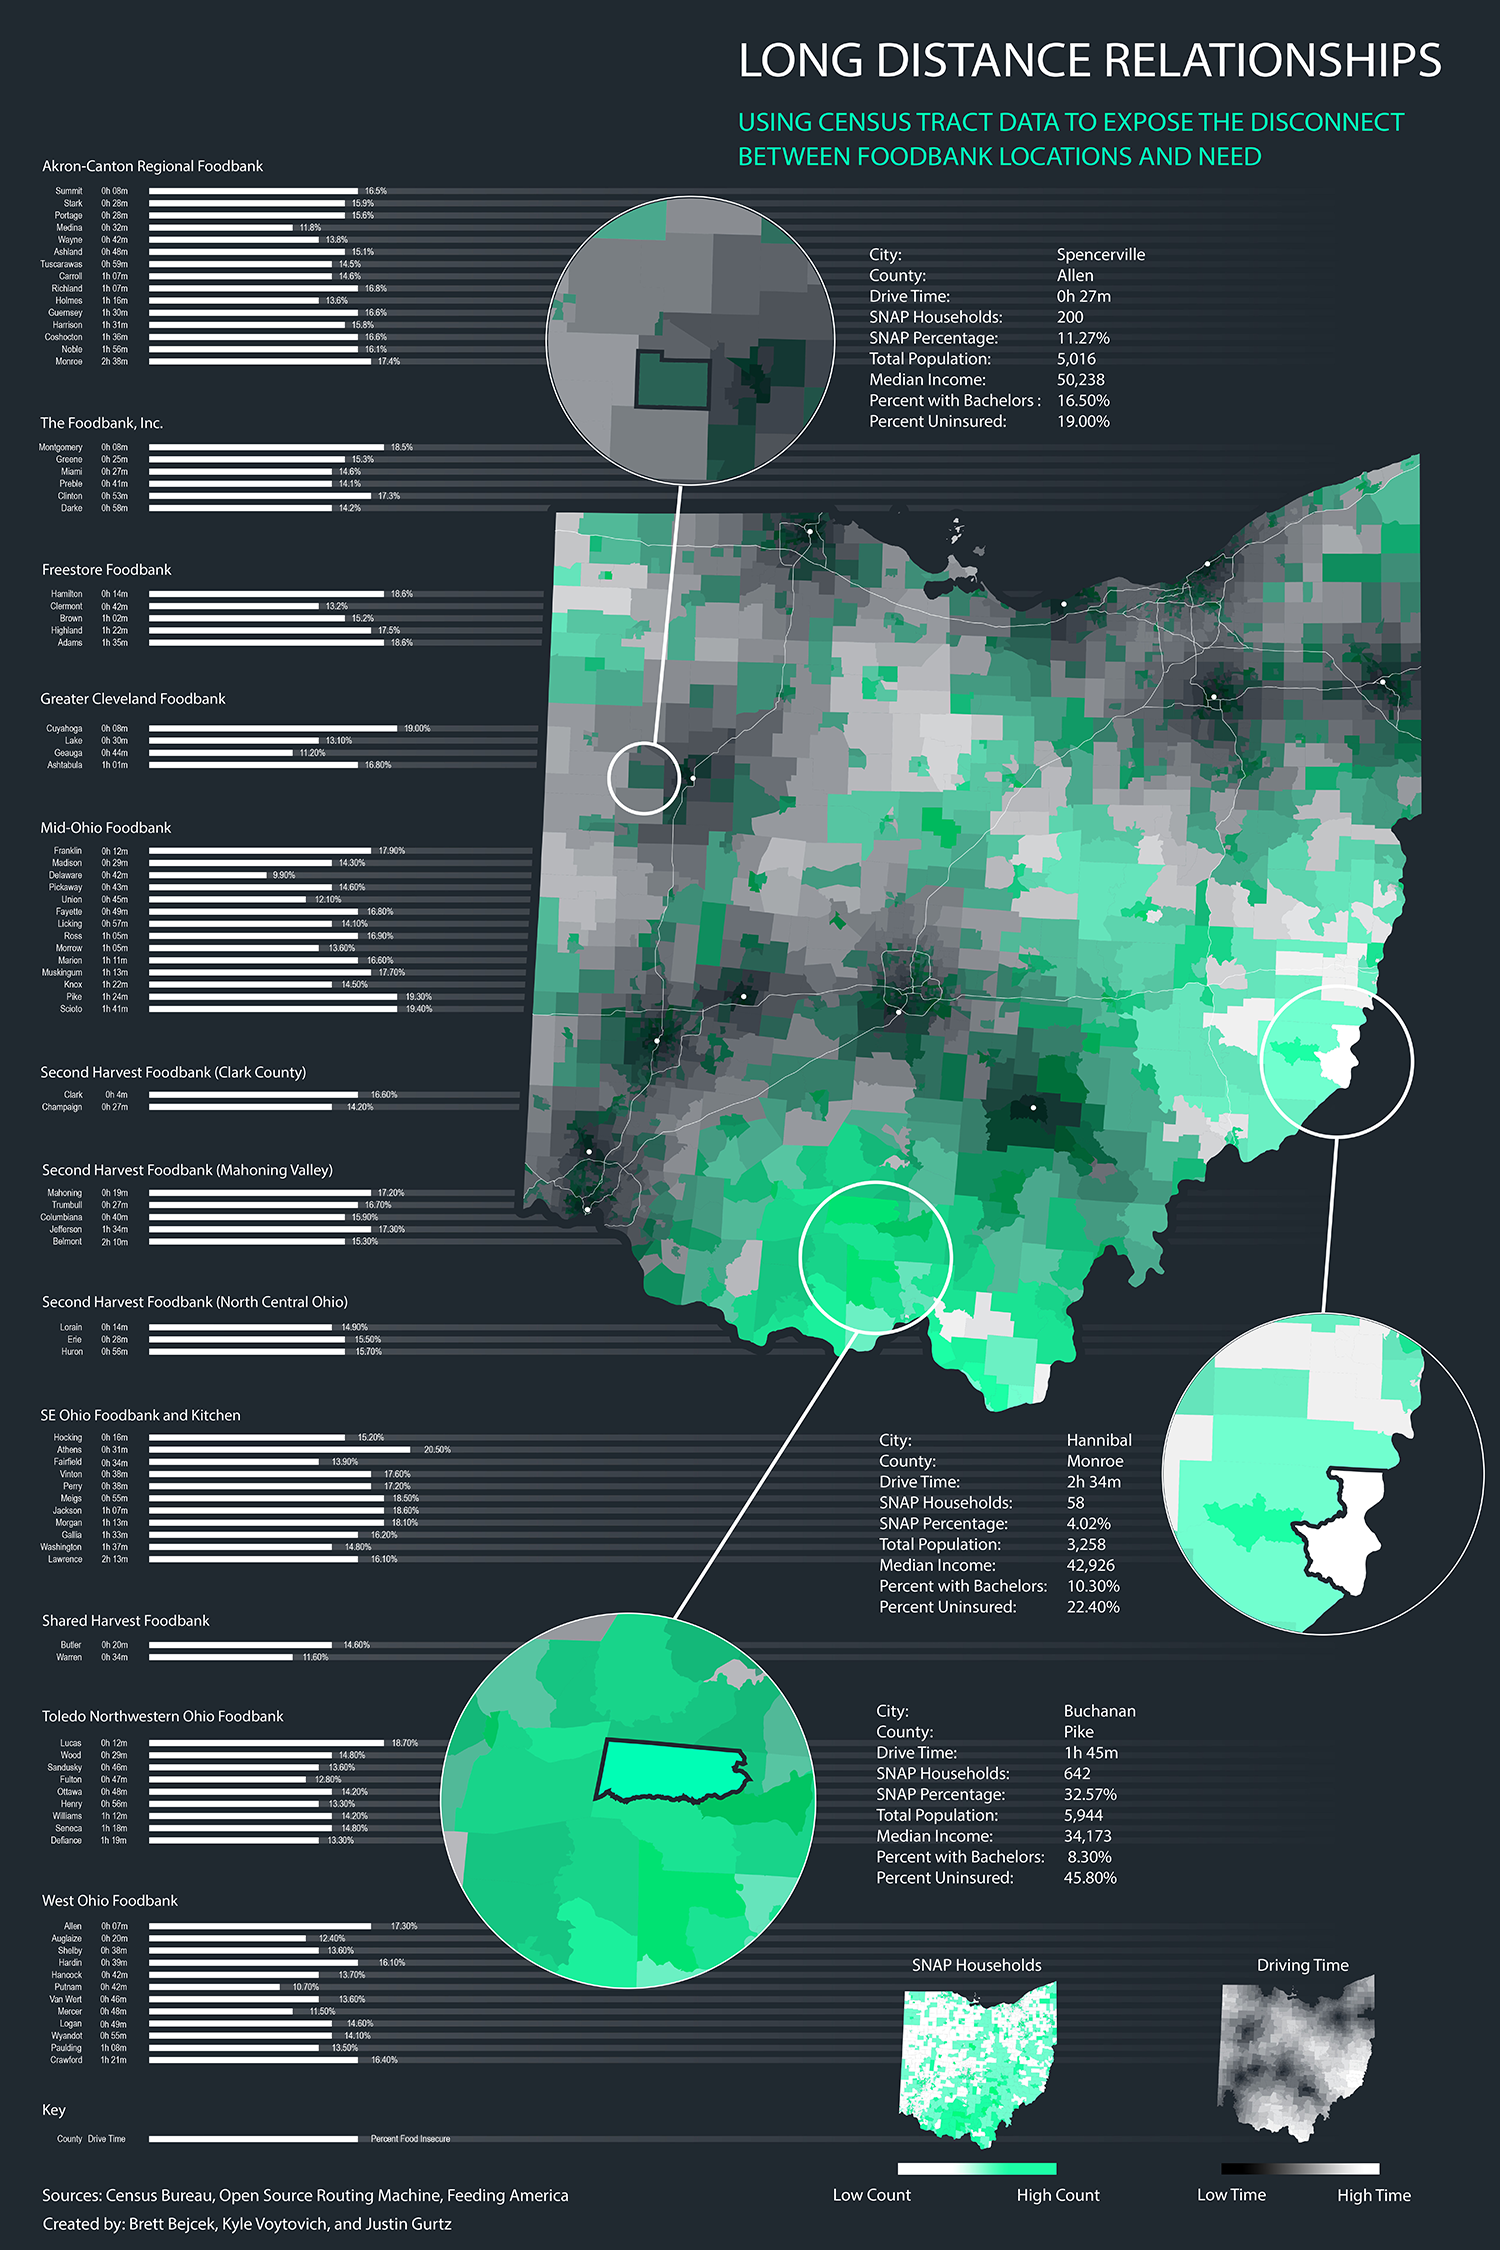 LONG DISTANCE RELATIONSHIPS
USING CENSUS TRACT DATA TO EXPOSE THE DISCONNECT
BETWEEN FOODBANK LOCATIONS AND NEED
Akron-Canton Regional Foodbank
Summit 0h 08m 16.5%
Stark 0h 28m 15.9%
Portage 0h 28m 15.6%
Medina 0h 32m 11.8%
Wayne 0h 42m 13.8%
Ashland 0h 48m 15.1%
Tuscarawas 0h 59m 14.5%
Carroll 1h 07m 14.6%
Richland 1h 07m 16.8%
Holmes 1h 16m 13.6%
Guernsey 1h 30m 16.6%
Harrison 1h 31m 15.8%
Coshocton 1h 36m 16.6%
Noble 1h 56m 16.1%
Monroe 2h 38m 17.4%
The Foodbank, Inc.
Montgomery 0h 08m 18.5%
Greene 0h 25m 15.3%
Miami 0h 27m 14.6%
Preble 0h 41m 14.1%
Clinton 0h 53m 17.3%
Darke 0h 58m 14.2%
Freestore Foodbank
Hamilton 0h 14m 18.6%
Clermont 0h 42m 13.2%
Brown 1h 02m 15.2%
Highland 1h 22m 17.5%
Adams 1h 35m 18.6%
Greater Cleveland Foodbank
Cuyahoga 0h 08m 19.00%
Lake 0h 30m 13.10%
Geauga 0h 44m 11.20%
Ashtabula 1h 01m 16.80%
Mid-Ohio Foodbank
Franklin 0h 12m 17.90%
Madison 0h 29m 14.30%
Delaware 0h 42m 9.90%
Pickaway 0h 43m 14.60%
Union 0h 45m 12.10%
Fayette 0h 49m 16.80%
Licking 0h 57m 14.10%
Ross 1h 05m 16.90%
Morrow 1h 05m 13.60%
Marion 1h 11m 16.60%
Muskingum 1h 13m 17.70%
Knox 1h 22m 14.50%
Pike 1h 24m 19.30%
Scioto 1h 41m 19.40%
Second Harvest Foodbank (Clark County)
Clark 0h 4m 16.60%
Champaign 0h 27m 14.20%
Second Harvest Foodbank (Mahoning Valley)
Mahoning 0h 19m 17.20%
Trumbull 0h 27m 16.70%
Columbiana 0h 40m 15.90%
Jefferson 1h 34m 17.30%
Belmont 2h 10m 15.30%
Second Harvest Foodbank (North Central Ohio)
Lorain 0h 14m 14.90%
Erie 0h 28m 15.50%
Huron 0h 56m 15.70%
SE Ohio Foodbank and Kitchen
Hocking 0h 16m 15.20%
Athens 0h 31m 20.50%
Fairfield 0h 34m 13.90%
Vinton 0h 38m 17.60%
Perry 0h 38m 17.20%
Meigs 0h 55m 18.50%
Jackson 1h 07m 18.60%
Morgan 1h 13m 18.10%
Gallia 1h 33m 16.20%
Washington 1h 37m 14.80%
Lawrence 2h 13m 16.10%
Shared Harvest Foodbank
Butler 0h 20m 14.60%
Warren 0h 34m 11.60%
Toledo Northwestern Ohio Foodbank
Lucas 0h 12m 18.70%
Wood 0h 29m 14.80%
Sandusky 0h 46m 13.60%
Fulton 0h 47m 12.80%
Ottawa 0h 48m 14.20%
Henry 0h 56m 13.30%
Williams 1h 12m 14.20%
Seneca 1h 18m 14.80%
Defiance 1h 19m 13.30%
West Ohio Foodbank
Allen 0h 07m 17.30%
Auglaize 0h 20m 12.40%
Shelby 0h 38m 13.60%
Hardin 0h 39m 16.10%
Hancock 0h 42m 13.70%
Putnam 0h 42m 10.70%
Van Wert 0h 46m 13.60%
Mercer 0h 48m 11.50%
Logan 0h 49m 14.60%
Wyandot 0h 55m 14.10%
Paulding 1h 08m 13.50%
Crawford 1h 21m 16.40%
Key
County Drive Time Percent Food Insecure
Sources: Census Bureau, Open Source Routing Machine, Feeding America
Created by: Brett Bejcek, Kyle Voytovich, and Justin Gurtz
City: Spencerville
County: Allen
Drive Time: 0h 27m
SNAP Households: 200
SNAP Percentage: 11.27%
Total Population: 5,016
Median Income: 50,238
Percent with Bachelors : 16.50%
Percent Uninsured: 19.00%
City: Hannibal
County: Monroe
Drive Time: 2h 34m
SNAP Households: 58
SNAP Percentage: 4.02%
Total Population: 3,258
Median Income: 42,926
Percent with Bachelors: 10.30%
Percent Uninsured: 22.40%
City: Buchanan
County: Pike
Drive Time: 1h 45m
SNAP Households: 642
SNAP Percentage: 32.57%
Total Population: 5,944
Median Income: 34,173
Percent with Bachelors: 8.30%
Percent Uninsured: 45.80%
SNAP Households
Low Count High Count
Driving Time
Low Time High Time